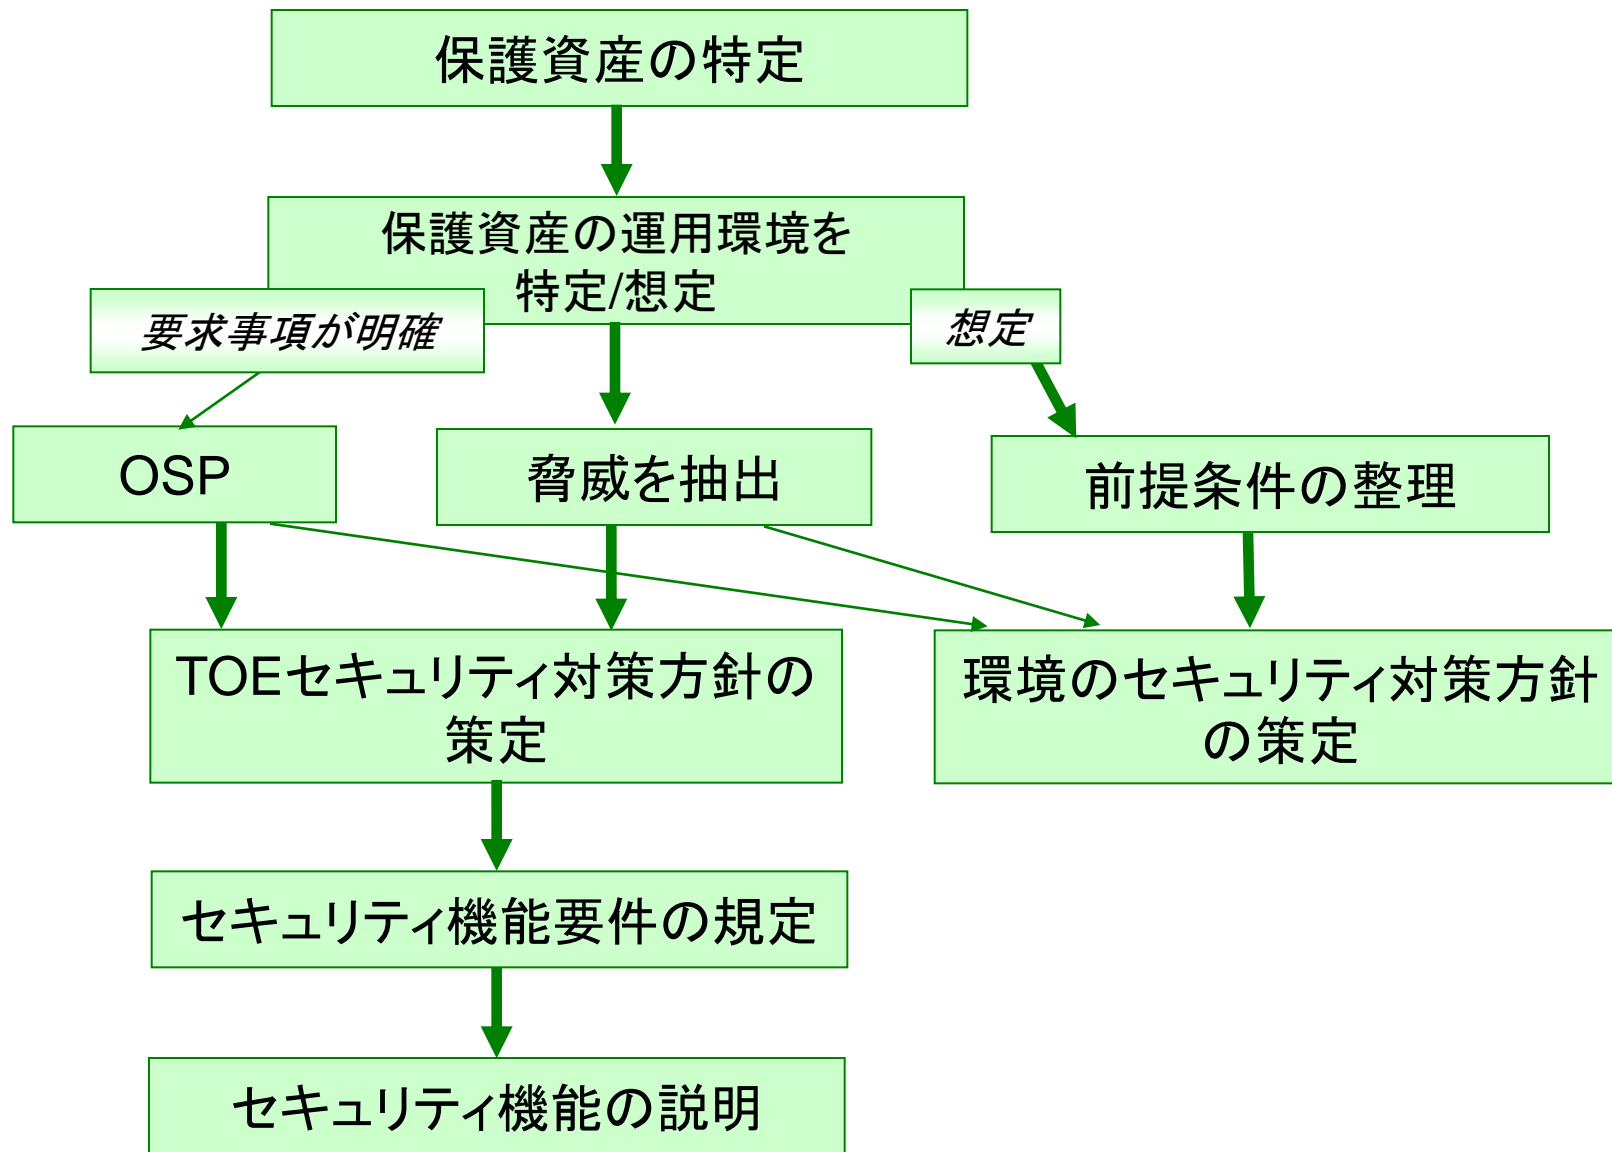 保護資産の特定
保護資産の運用環境を
特定/想定
要求事項が明確
想定
OSP
脅威を抽出
前提条件の整理
TOEセキュリティ対策方針の
策定
環境のセキュリティ対策方針
の策定
セキュリティ機能要件の規定
セキュリティ機能の説明